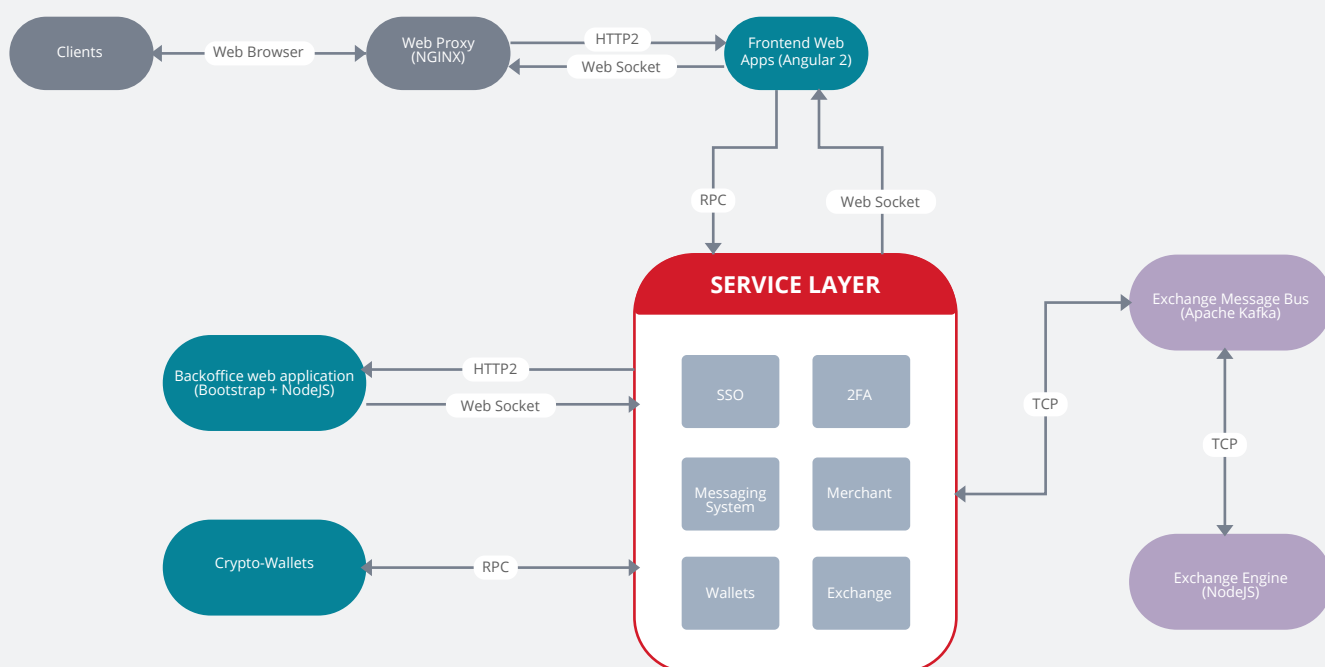 Clients
Web Browser
Web Proxy
(NGINX)
HTTP2
Web Socket
Frontend Web
Apps (Angular 2)
RPC
Web Socket
SERVICE LAYER
SSO
2FA
Messaging
System
Merchant
Wallets
Exchange
Backoffice web application
(Bootstrap + NodeJS)
HTTP2
Web Socket
Crypto-Wallets
RPC
TCP
Exchange Message Bus
(Apache Kafka)
TCP
Exchange Engine
(NodeJS)